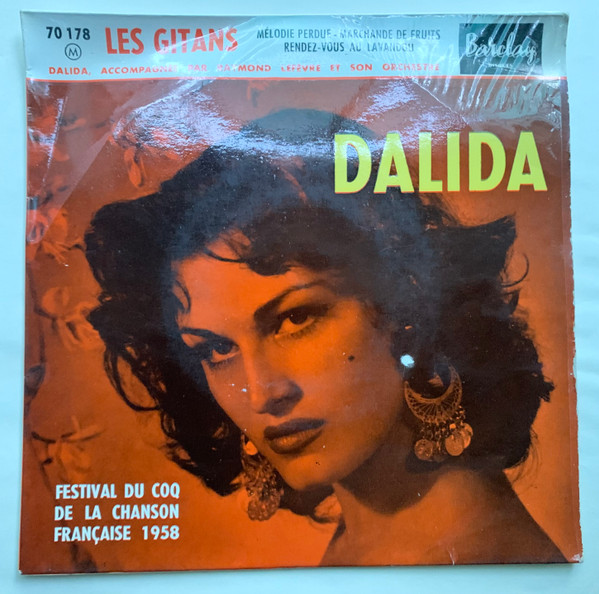 70 178
M
LES GITANS
MÉLODIE PERDUE - MARCHANDE DE FRUITS
RENDEZ-VOUS AU LAVANDOU
Barclay
DALIDA, ACCOMPAGNÉE PAR RAYMOND LEFÈVRE ET SON ORCHESTRE
DALIDA
FESTIVAL DU COQ
DE LA CHANSON
FRANÇAISE 1958